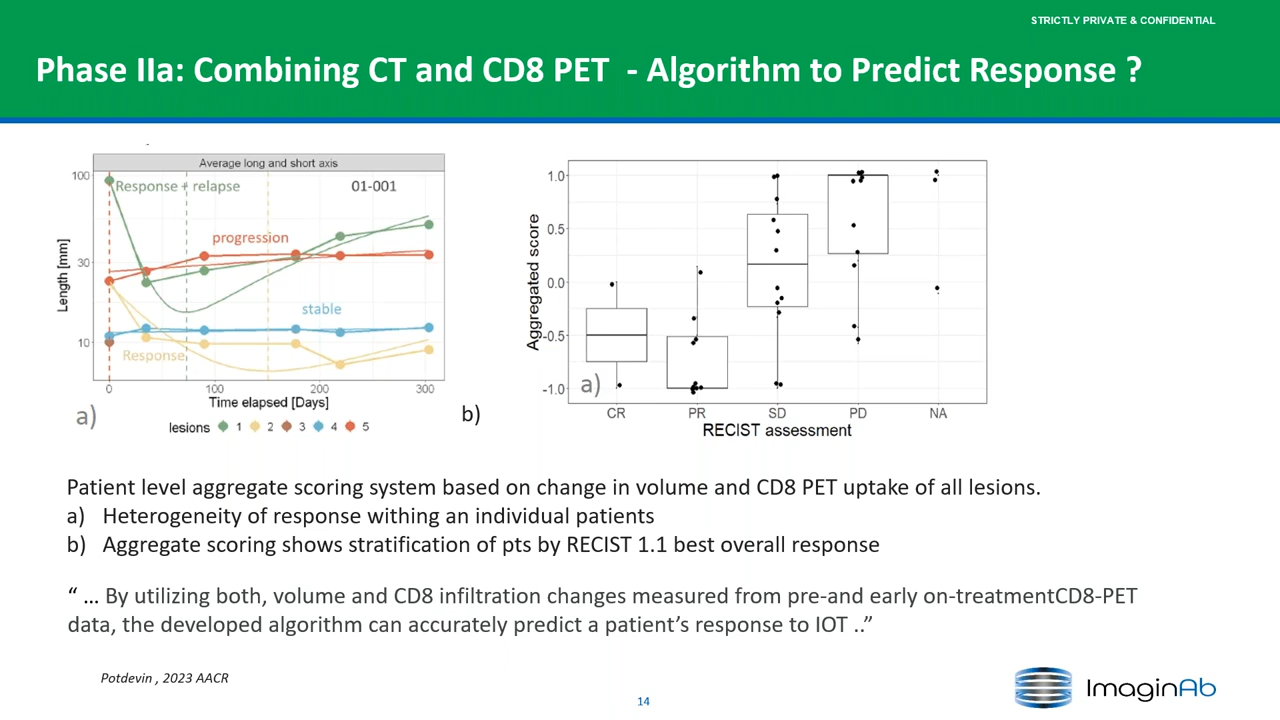 STRICTLY PRIVATE & CONFIDENTIAL
Phase IIa: Combining CT and CD8 PET - Algorithm to Predict Response ?
Average long and short axis
Response + relapse
01-001
progression
stable
Response
Length [mm]
100
30
10
0 100 200 300
Time elapsed [Days]
lesions 1 2 3 4 5
a)
b)
Aggregated score
1.0
0.5
0.0
-0.5
-1.0
a)
CR PR SD PD NA
RECIST assessment
Patient level aggregate scoring system based on change in volume and CD8 PET uptake of all lesions.
a) Heterogeneity of response withing an individual patients
b) Aggregate scoring shows stratification of pts by RECIST 1.1 best overall response
“ … By utilizing both, volume and CD8 infiltration changes measured from pre-and early on-treatmentCD8-PET
data, the developed algorithm can accurately predict a patient’s response to IOT ..”
Potdevin , 2023 AACR
14
ImaginAb